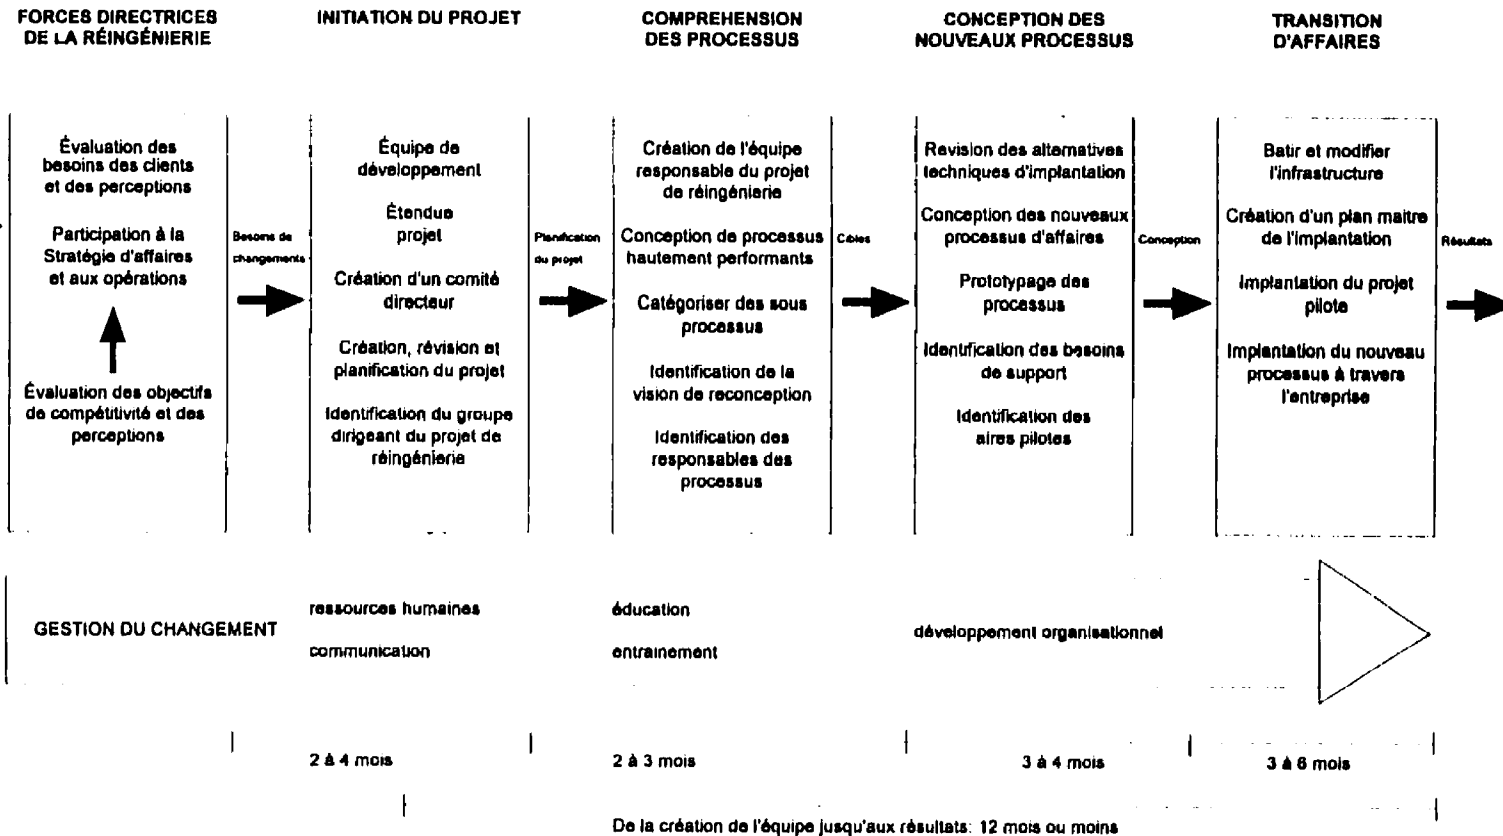 FORCES DIRECTRICES
DE LA RÉINGÉNIERIE
INITIATION DU PROJET
COMPREHENSION
DES PROCESSUS
CONCEPTION DES
NOUVEAUX PROCESSUS
TRANSITION
D'AFFAIRES
Évaluation des
besoins des clients
et des perceptions
Participation à la
Stratégie d'affaires
et aux opérations
Évaluation des objectifs
de compétitivité et des
perceptions
Besoins de
changements
Équipe de
développement
Étendue
projet
Création d'un comité
directeur
Création, révision et
planification du projet
Identification du groupe
dirigeant du projet de
réingénierie
Planification
du projet
Création de l'équipe
responsable du projet
de réingénierie
Conception de processus
hautement performants
Catégoriser des sous
processus
Identification de la
vision de reconception
Identification des
responsables des
processus
Cibles
Revision des alternatives
techniques d'implantation
Conception des nouveaux
processus d'affaires
Prototypage des
processus
Identification des besoins
de support
Identification des
aires pilotes
Conception
Batir et modifier
l'infrastructure
Création d'un plan maitre
de l'implantation
Implantation du projet
pilote
Implantation du nouveau
processus à travers
l'entreprise
Résultats
GESTION DU CHANGEMENT
ressources humaines
communication
éducation
entrainement
développement organisationnel
2 à 4 mois
2 à 3 mois
3 à 4 mois
3 à 6 mois
De la création de l'équipe jusqu'aux résultats: 12 mois ou moins